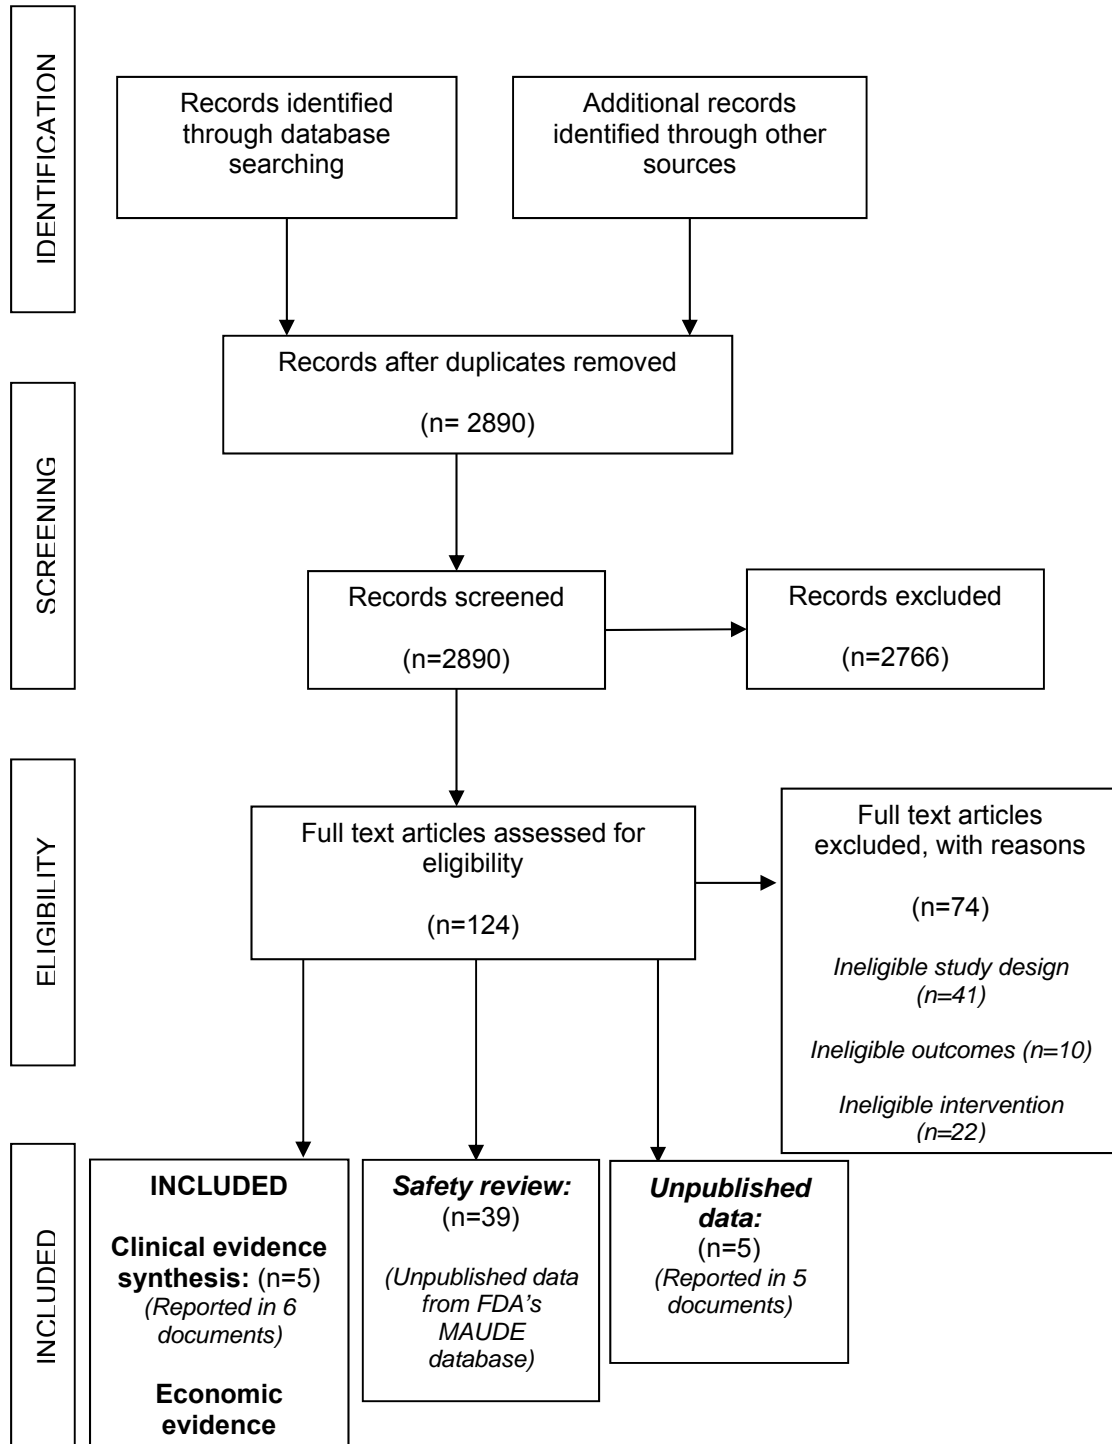 IDENTIFICATION
Records identified
through database
searching
Additional records
identified through other
sources
Records after duplicates removed
(n= 2890)
SCREENING
Records screened
(n=2890)
Records excluded
(n=2766)
ELIGIBILITY
Full text articles assessed for
eligibility
(n=124)
Full text articles
excluded, with reasons
(n=74)
Ineligible study design
(n=41)
Ineligible outcomes (n=10)
Ineligible intervention
(n=22)
INCLUDED
INCLUDED
Clinical evidence
synthesis: (n=5)
(Reported in 6
documents)
Economic
evidence
Safety review:
(n=39)
(Unpublished data
from FDA's
MAUDE
database)
Unpublished
data:
(n=5)
(Reported in 5
documents)